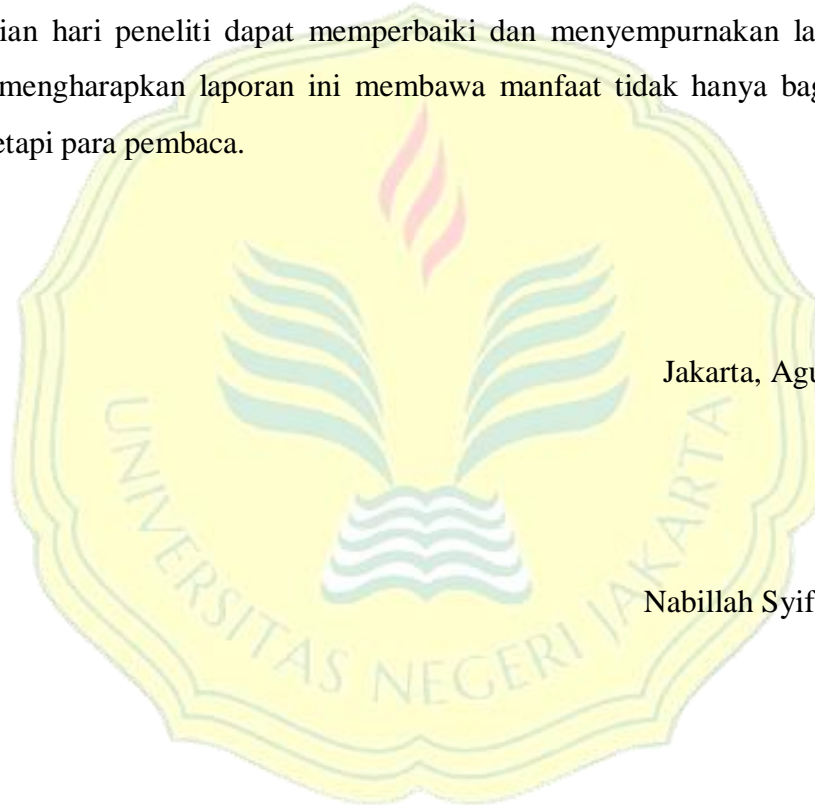 ian hari peneliti dapat memperbaiki dan menyempurnakan la
mengharapkan laporan ini membawa manfaat tidak hanya bag
etapi para pembaca.
Jakarta, Agu
Nabillah Syif
UNIVERSITAS NEGERI JAKARTA